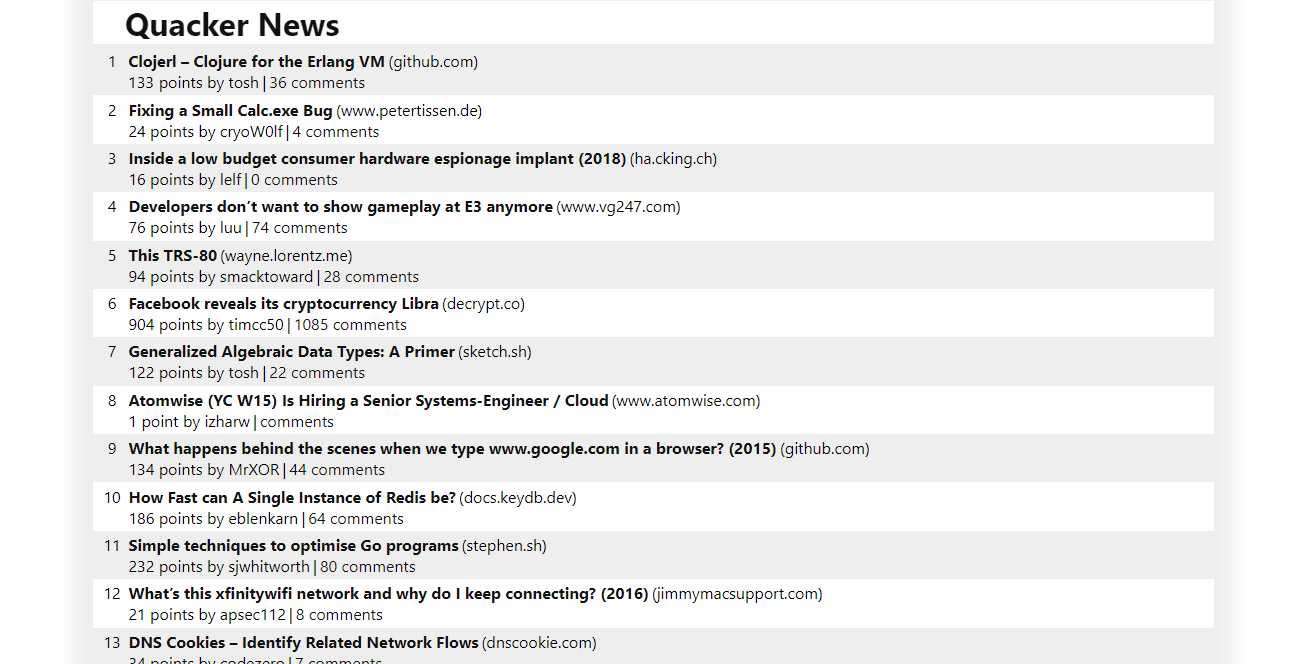 Quacker News
1 Clojerl – Clojure for the Erlang VM (github.com)
133 points by tosh | 36 comments
2 Fixing a Small Calc.exe Bug (www.petertissen.de)
24 points by cryoW0lf | 4 comments
3 Inside a low budget consumer hardware espionage implant (2018) (ha.cking.ch)
16 points by lelf | 0 comments
4 Developers don’t want to show gameplay at E3 anymore (www.vg247.com)
76 points by luu | 74 comments
5 This TRS-80 (wayne.lorentz.me)
94 points by smacktoward | 28 comments
6 Facebook reveals its cryptocurrency Libra (decrypt.co)
904 points by timcc50 | 1085 comments
7 Generalized Algebraic Data Types: A Primer (sketch.sh)
122 points by tosh | 22 comments
8 Atomwise (YC W15) Is Hiring a Senior Systems-Engineer / Cloud (www.atomwise.com)
1 point by izharw | comments
9 What happens behind the scenes when we type www.google.com in a browser? (2015) (github.com)
134 points by MrXOR | 44 comments
10 How Fast can A Single Instance of Redis be? (docs.keydb.dev)
186 points by eblenkarn | 64 comments
11 Simple techniques to optimise Go programs (stephen.sh)
232 points by sjwhitworth | 80 comments
12 What’s this xfinitywifi network and why do I keep connecting? (2016) (jimmymacsupport.com)
21 points by apsec112 | 8 comments
13 DNS Cookies – Identify Related Network Flows (dnscookie.com)
34 points by codezero | 7 comments